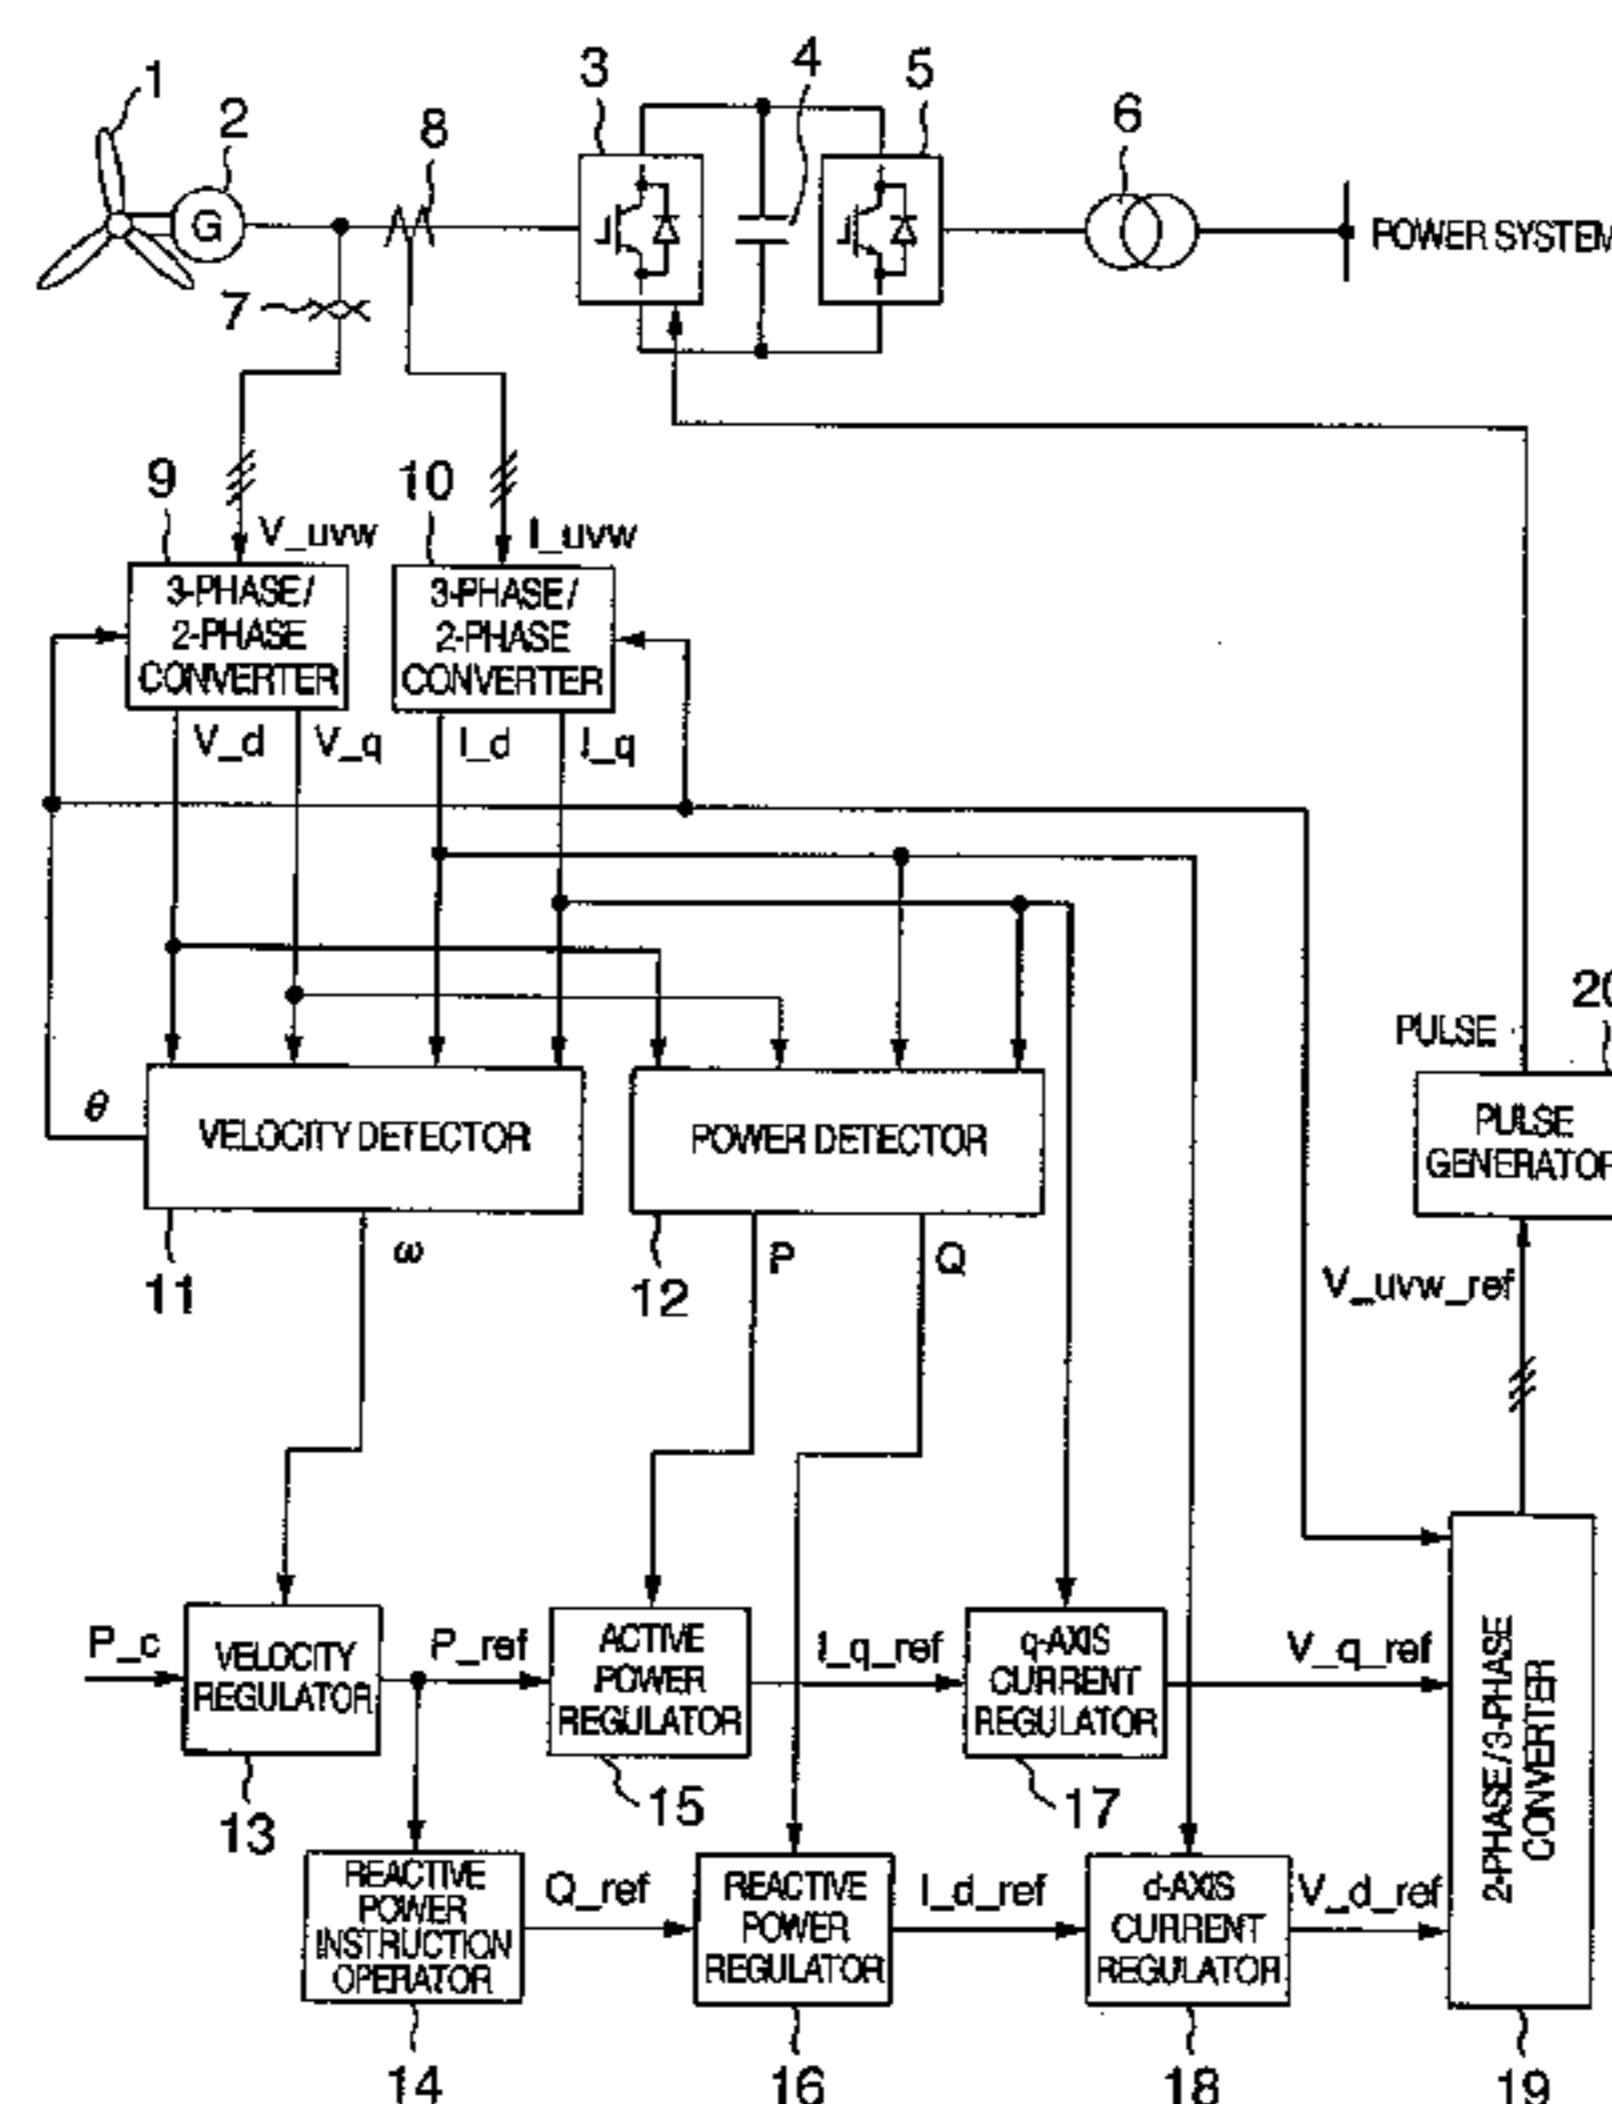 1
2
8
3
4
5
6
G
POWER SYSTEM
7
9
10
V_uvw
I_uvw
3-PHASE/
2-PHASE
CONVERTER
3-PHASE/
2-PHASE
CONVERTER
V_d
V_q
I_d
I_q
20
PULSE
θ
VELOCITY DETECTOR
POWER DETECTOR
PULSE
GENERATOR
11
ω
12
P
Q
V_uvw_ref
P_c
VELOCITY
REGULATOR
P_ref
ACTIVE
POWER
REGULATOR
I_q_ref
q-AXIS
CURRENT
REGULATOR
V_q_ref
2-PHASE/3-PHASE
CONVERTER
13
15
17
REACTIVE
POWER
INSTRUCTION
OPERATOR
Q_ref
REACTIVE
POWER
REGULATOR
I_d_ref
d-AXIS
CURRENT
REGULATOR
V_d_ref
14
16
18
19